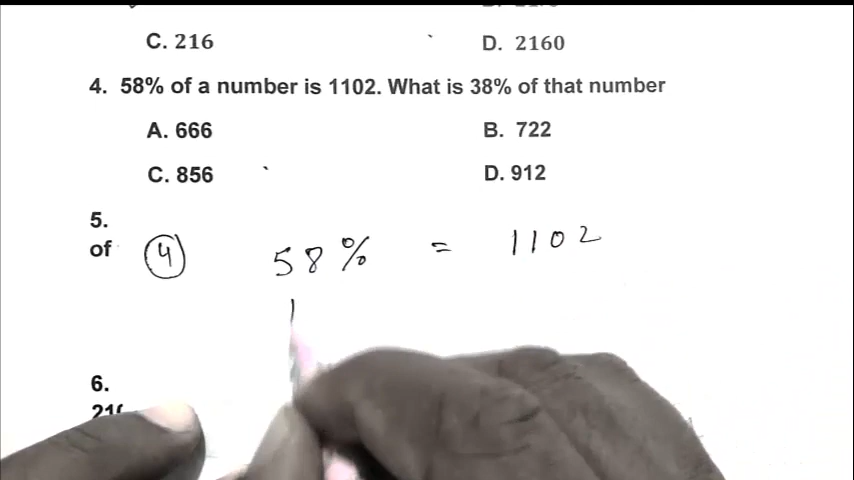 C. 216 D. 2160
4. 58% of a number is 1102. What is 38% of that number
A. 666 B. 722
C. 856 D. 912
5.
of
4 58% = 1102
6.